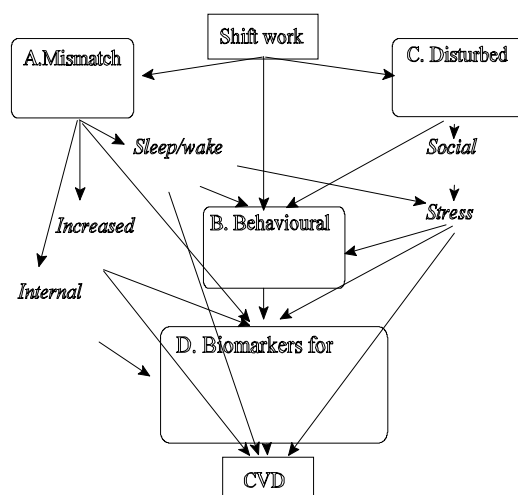 Shift work
A.Mismatch
C. Disturbed
Sleep/wake
Social
Increased
B. Behavioural
Stress
Internal
D. Biomarkers for
CVD